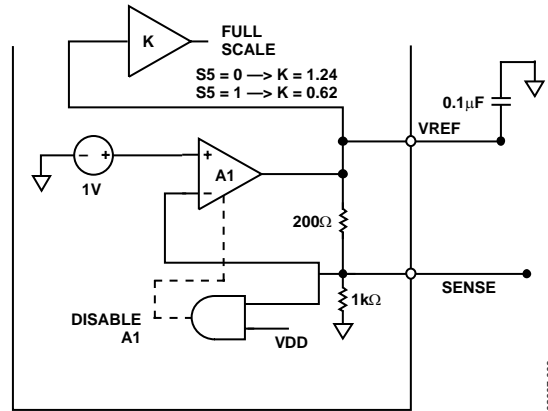 K
FULL
SCALE
S5 = 0 —> K = 1.24
S5 = 1 —> K = 0.62
0.1μF
VREF
– +
1V
+
A1
–
200Ω
1kΩ
SENSE
DISABLE
A1
VDD